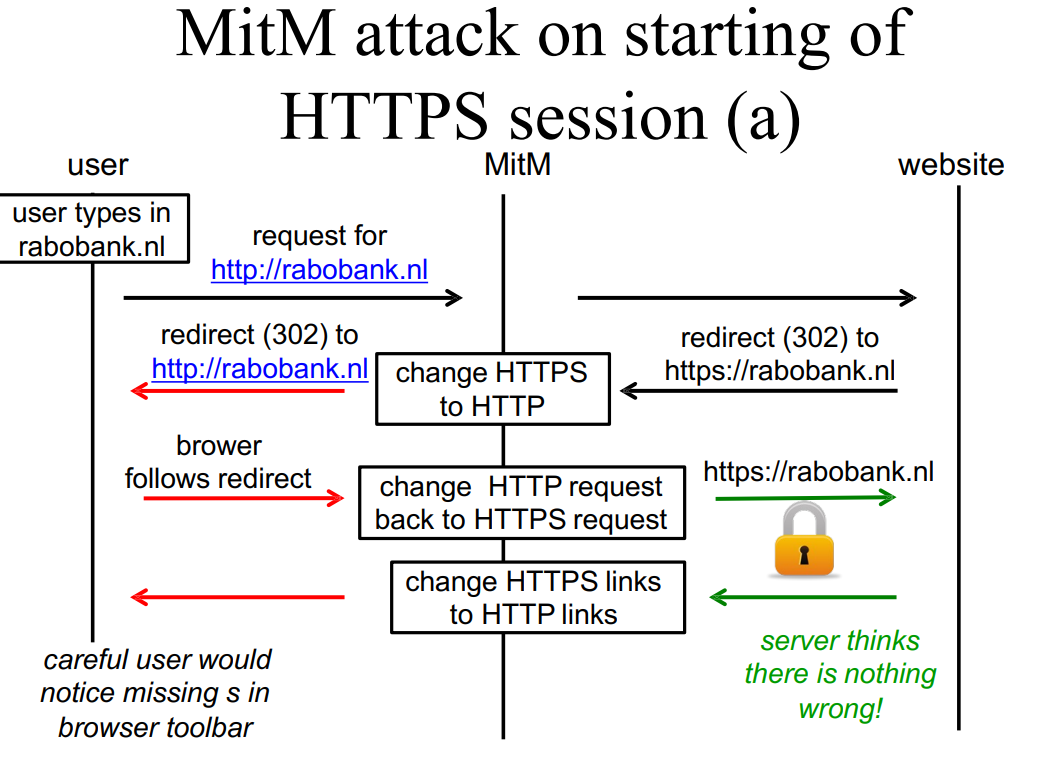 MitM attack on starting of
HTTPS session (a)
user
MitM
website
user types in
rabobank.nl
request for
http://rabobank.nl
redirect (302) to
http://rabobank.nl
change HTTPS
to HTTP
redirect (302) to
https://rabobank.nl
brower
follows redirect
change HTTP request
back to HTTPS request
https://rabobank.nl
change HTTPS links
to HTTP links
careful user would
notice missing s in
browser toolbar
server thinks
there is nothing
wrong!